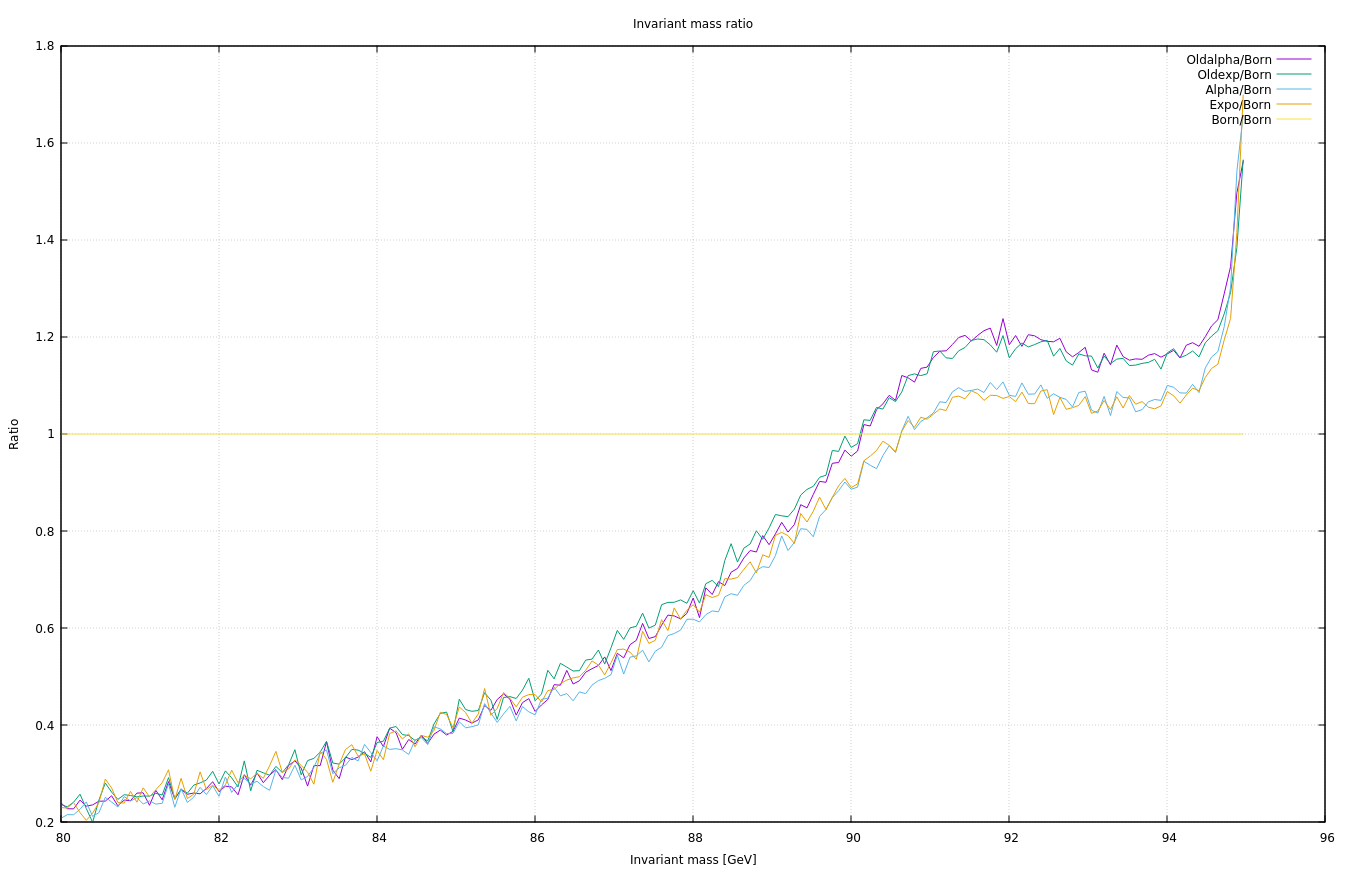 Invariant mass ratio
1.8
1.6
1.4
1.2
1
0.8
0.6
0.4
0.2
Ratio
Oldalpha/Born
Oldexp/Born
Alpha/Born
Expo/Born
Born/Born
80 82 84 86 88 90 92 94 96
Invariant mass [GeV]